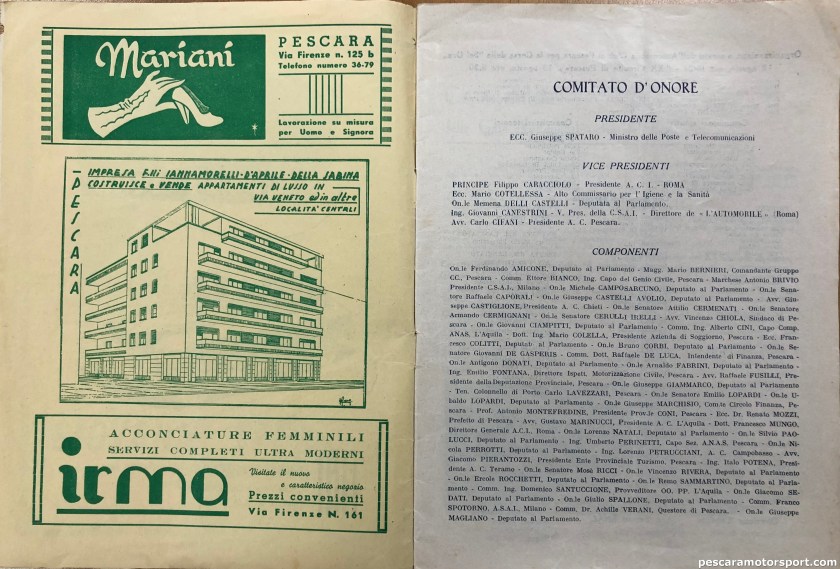 Mariani
PESCARA
Via Firenze n. 125 b
Telefono numero 36-79
Lavorazione su misura
per Uomo e Signora
IMPRESA F.lli IANNAMORELLI-D'APRILE-DELLA SABINA
COSTRUISCE e VENDE APPARTAMENTI DI LUSSO IN
VIA VENETO ed in altre
LOCALITA' CENTRALI
-PESCARA
ACCONCIATURE FEMMINILI
SERVIZI COMPLETI ULTRA MODERNI
irma
Visitate il nuovo
e caratteristico negozio
Prezzi convenienti
Via Firenze N. 161
COMITATO D'ONORE
PRESIDENTE
ECC. Giuseppe SPATARO - Ministro delle Poste e Telecomunicazioni
VICE PRESIDENTI
PRINCIPE Filippo CARACCIOLO - Presidente A. C. I. - ROMA
Ecc. Mario COTELLESSA - Alto Commissario per l'Igiene e la Sanità
On.le Memena DELLI CASTELLI - Deputata al Parlamento.
Ing. Giovanni CANESTRINI - V. Pres. della C.S.A.I. - Direttore de « L'AUTOMOBILE » (Roma)
Avv. Carlo CIFANI - Presidente A. C. Pescara.
COMPONENTI
On.le Ferdinando AMICONE, Deputato al Parlamento - Magg. Mario BERNIERI, Comandante Gruppo
CC., Pescara - Comm Ettore BIANCO, Ing. Capo del Genio Civile, Pescara - Marchese Antonio BRIVIO
Presidente C.S.A.I., Milano - On.le Michele CAMPOSARCUNO, Deputato al Parlamento - On.le Sena-
tore Raffaele CAPORALI - On.le Giuseppe CASTELLI AVOLIO, Deputato al Parlamento - Avv. Giu-
seppe CASTIGLIONE, Presidente A. C. Chieti - On.le Senatore Attilio CERMENATI - On.le Senatore
Armando CERMIGNANI - On.le Senatore CERULLI IRELLI - Avv. Vincenzo CHIOLA, Sindaco di Pe-
scara - On.le Giovanni CIAMPITTI, Deputato al Parlamento - Comm. Ing. Alberto CINI, Capo Comp.
ANAS. L'Aquila - Dott. Ing. Mario COLELLA, Presidente Azienda di Soggiorno, Pescara - Ecc. Fran-
cesco COLITTI, Deputato al Parlamento - On.le Bruno CORBI, Deputato al Parlamento - On.le Se-
natore Giovanni DE GASPERIS - Comm. Dott. Raffaele DE LUCA, Intendente di Finanza, Pescara -
On.le Antigono DONATI, Deputato al Parlamento - On.le Arnaldo FABRINI, Deputato al Parlamento -
Ing. Emilio FONTANA, Direttore Ispett. Motorizzazione Civile, Pescara - Avv. Raffaele FUSILLI, Pre-
sidente della Deputazione Provinciale, Pescara - On.le Giuseppe GIAMMARCO, Deputato al Parlamento
- Ten. Colonnello di Porto Carlo LAVEZZARI, Pescara - On.le Senatore Emilio LOPARDI - On.le U-
baldo LOPARDI, Deputato al Parlamento - On.le Giuseppe MARCHISIO, Com.te Circolo Finanza, Pe-
scara - Prof. Antonio MONTEFREDINE, Presidente Prov.le CONI, Pescara - Ecc. Dr. Renato MOZZI,
Prefetto di Pescara - Avv. Gustavo MARINUCCI, Presidente A. C. L'Aquila - Dott. Francesco MUNGO,
Direttore Generale A.C.I. Roma - On.le Lorenzo NATALI, Deputato al Parlamento - On.le Silvio PAO-
LUCCI, Deputato al Parlamento - Ing. Umberto PERINETTI, Capo Sez. A.N.A.S. Pescara - On.le Ni-
cola PERROTTI, Deputato al Parlamento - Ing. Lorenzo PETRUCCIANI, A. C. Campobasso - Avv.
Giacomo PIERANTOZZI, Presidente Ente Provinciale Turismo, Pescara - Ing. Italo POTENA, Presi-
dente A. C. Teramo - On.le Senatore Mosè RICCI - On.le Vincenzo RIVERA, Deputato al Parlamento
- On.le Ercole ROCCHETTI, Deputato al Parlamento - On.le Remo SAMMARTINO, Deputato al Parla-
mento - Comm. Ing. Domenico SANTUCCIONE, Provveditore OO. PP. L'Aquila - On.le Giacomo SE-
DATI, Deputato al Parlamento - On.le Giulio SPALLONE, Deputato al Parlamento - Comm. Franco
SPOTORNO, A.S.A.I., Milano - Comm. Dr. Achille VERANI, Questore di Pescara. - On.le Giuseppe
MAGLIANO - Deputato al Parlamento.
pescaramotorsport.com